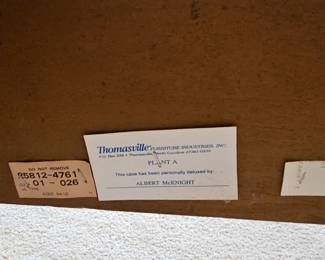 DO NOT REMOVE
95812-4761
01 - 026
Thomasville FURNITURE INDUSTRIES, INC.
PLANT A
This case has been personally deluxed by:
ALBERT McKNIGHT